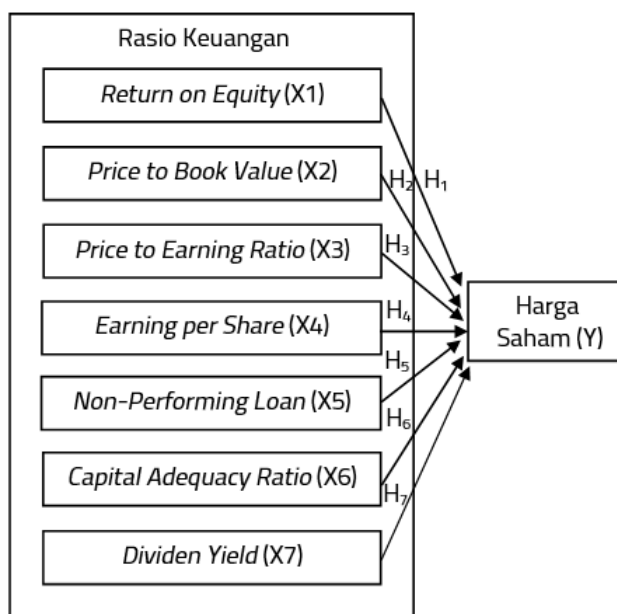 Rasio Keuangan
Return on Equity (X1)
Price to Book Value (X2)
Price to Earning Ratio (X3)
Earning per Share (X4)
Non-Performing Loan (X5)
Capital Adequacy Ratio (X6)
Dividen Yield (X7)
H₁
H₂
H₃
H₄
H₅
H₆
H₇
Harga
Saham (Y)